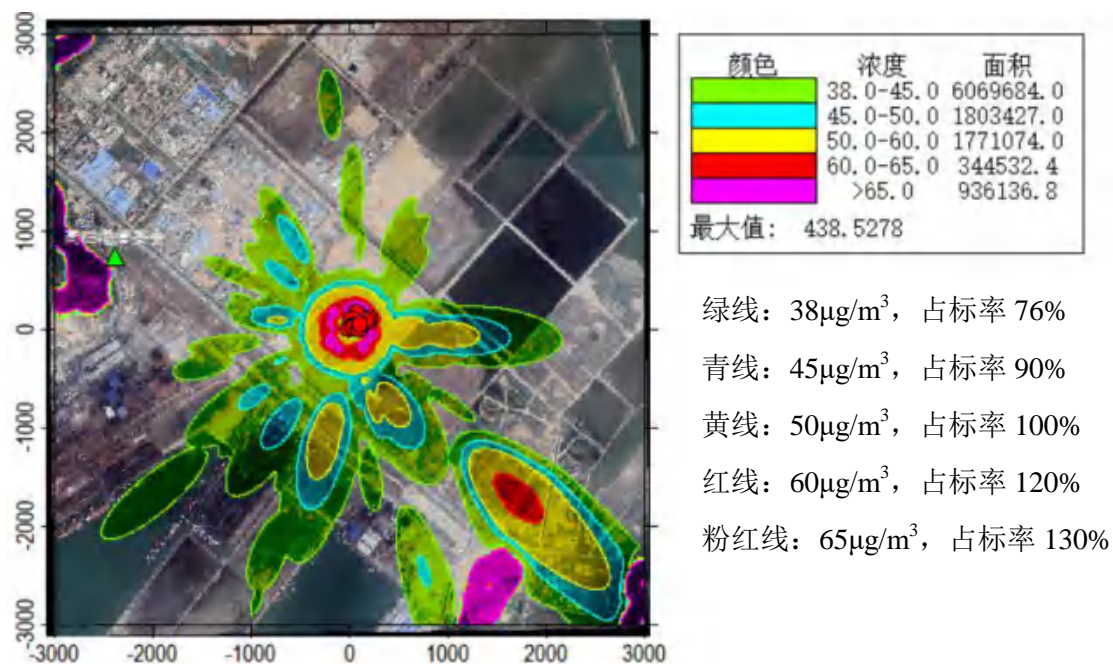 3000
2000
1000
0
-1000
-2000
-3000
-3000 -2000 -1000 0 1000 2000 3000
颜色 浓度 面积
38.0-45.0 6069684.0
45.0-50.0 1803427.0
50.0-60.0 1771074.0
60.0-65.0 344532.4
>65.0 936136.8
最大值: 438.5278
绿线：38μg/m³，占标率 76%
青线：45μg/m³，占标率 90%
黄线：50μg/m³，占标率 100%
红线：60μg/m³，占标率 120%
粉红线：65μg/m³，占标率 130%